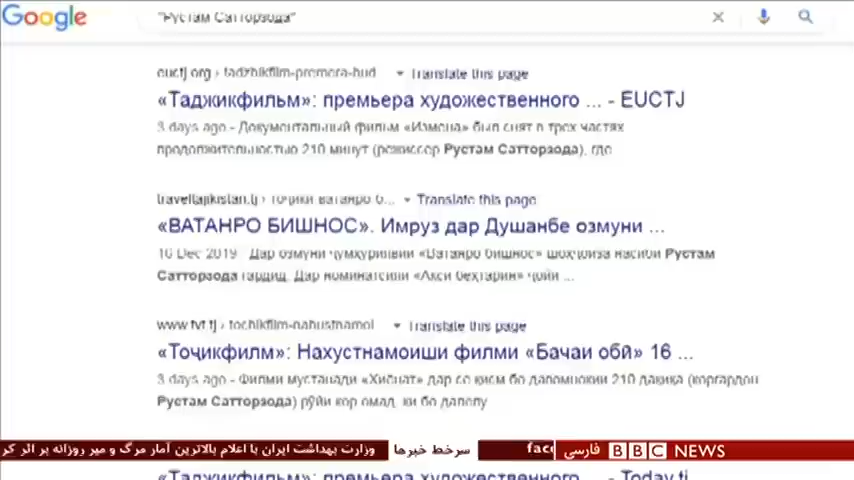 Google
"Рустам Сатторзода"
euctj.org › tadzhikfilm-premera-hud Translate this page
«Таджикфильм»: премьера художественного ... - EUCTJ
3 days ago - Документальный фильм «Измена» был снят в трех частях
продолжительностью 210 минут (режиссер Рустам Сатторзода), где
traveltajikistan.tj › точики ватанро б... Translate this page
«ВАТАНРО БИШНОС». Имруз дар Душанбе озмуни ...
16 Dec 2019 - Дар озмуни ҷумҳуриявии «Ватанро бишнос» шоҳҷоиза насиби Рустам
Сатторзода гардид. Дар номинатсияи «Акси беҳтарин» ҷойи ...
www.tvt.tj › tochikfilm-nahustnamoi Translate this page
«Тоҷикфилм»: Нахустнамоиши филми «Бачаи обӣ» 16 ...
3 days ago - Филми мустанади «Хиёнат» дар се қисм бо давомнокии 210 дақиқа (коргардон
Рустам Сатторзода) рӯйи кор омад, ки бо
وزارت بهداشت ایران با اعلام بالاترین آمار مرگ و میر روزانه بر اثر کر سرخط خبرها face فارسی BBC NEWS
«Таджикфильм»: премьера художественного ... - Today.tj